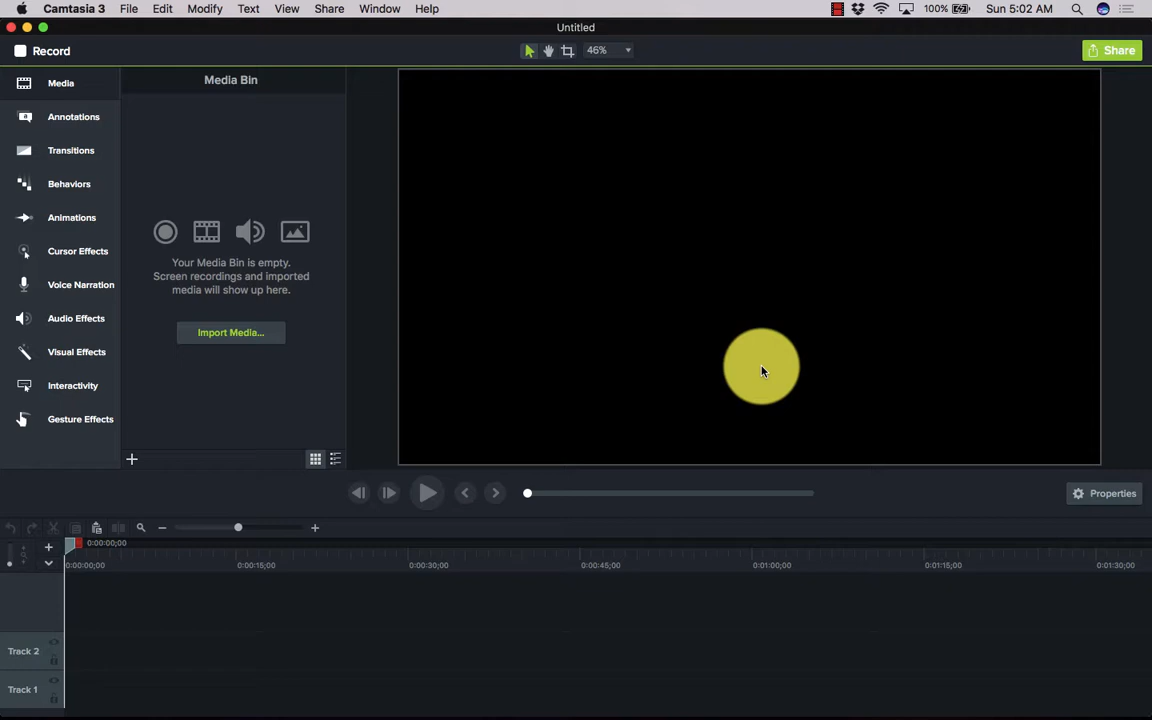 Camtasia 3 File Edit Modify Text View Share Window Help 100% Sun 5:02 AM
Untitled
Record 46% Share
Media
Annotations
Transitions
Behaviors
Animations
Cursor Effects
Voice Narration
Audio Effects
Visual Effects
Interactivity
Gesture Effects
Media Bin
Your Media Bin is empty.
Screen recordings and imported
media will show up here.
Import Media...
Properties
0:00:00;00
0:00:00;00 0:00:15;00 0:00:30;00 0:00:45;00 0:01:00;00 0:01:15;00 0:01:30;00
Track 2
Track 1